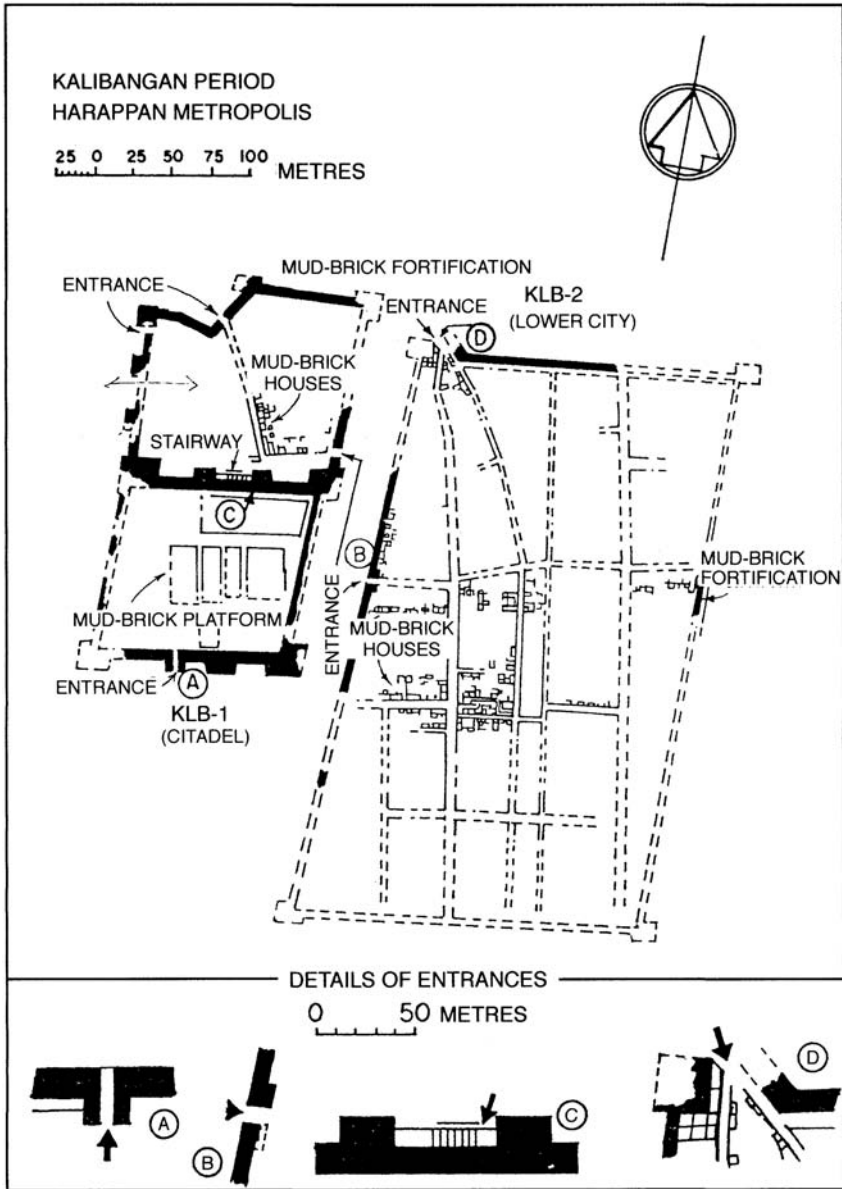 KALIBANGAN PERIOD
HARAPPAN METROPOLIS
25 0 25 50 75 100
METRES
MUD-BRICK FORTIFICATION
ENTRANCE
ENTRANCE
KLB-2
(LOWER CITY)
D
MUD-BRICK
HOUSES
STAIRWAY
C
B
MUD-BRICK
FORTIFICATION
ENTRANCE
MUD-BRICK PLATFORM
MUD-BRICK
HOUSES
ENTRANCE
A
KLB-1
(CITADEL)
DETAILS OF ENTRANCES
0 50 METRES
A
B
C
D